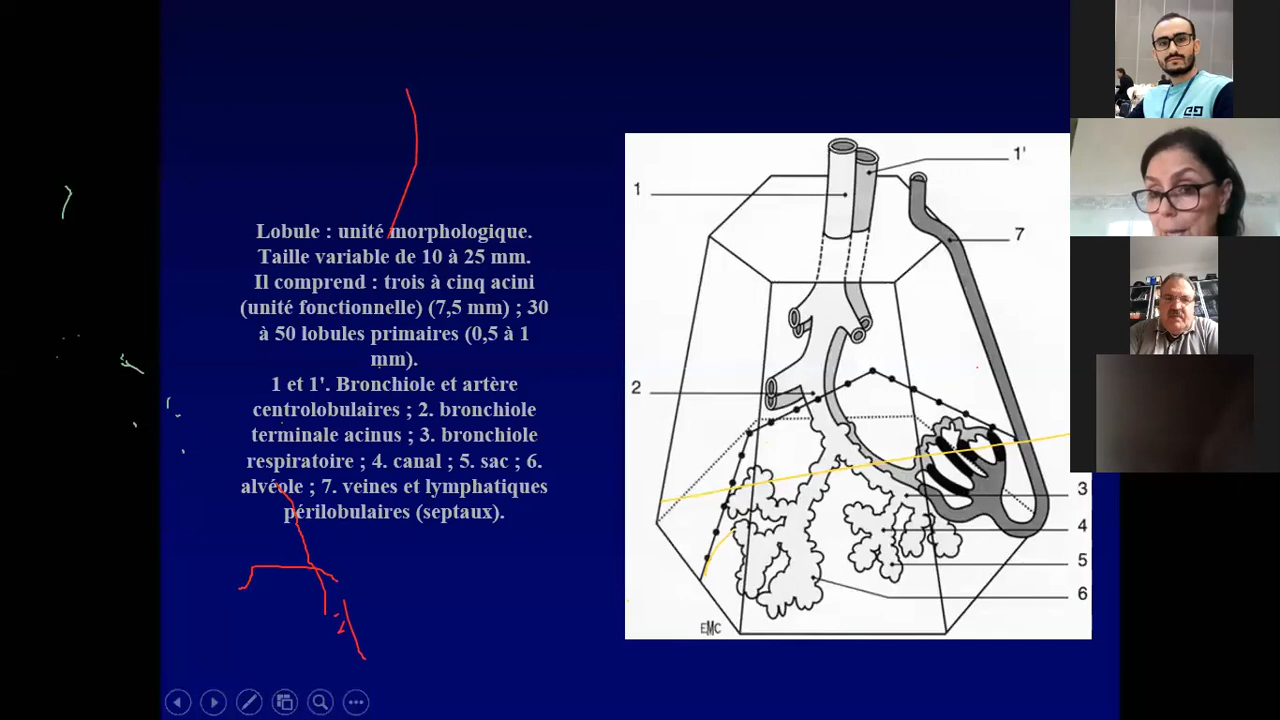 Lobule : unité morphologique.
Taille variable de 10 à 25 mm.
Il comprend : trois à cinq acini
(unité fonctionnelle) (7,5 mm) ; 30
à 50 lobules primaires (0,5 à 1
mm).
1 et 1'. Bronchiole et artère
centrolobulaires ; 2. bronchiole
terminale acinus ; 3. bronchiole
respiratoire ; 4. canal ; 5. sac ; 6.
alvéole ; 7. veines et lymphatiques
périlobulaires (septaux).
1'
1
7
2
3
4
5
6
EMC